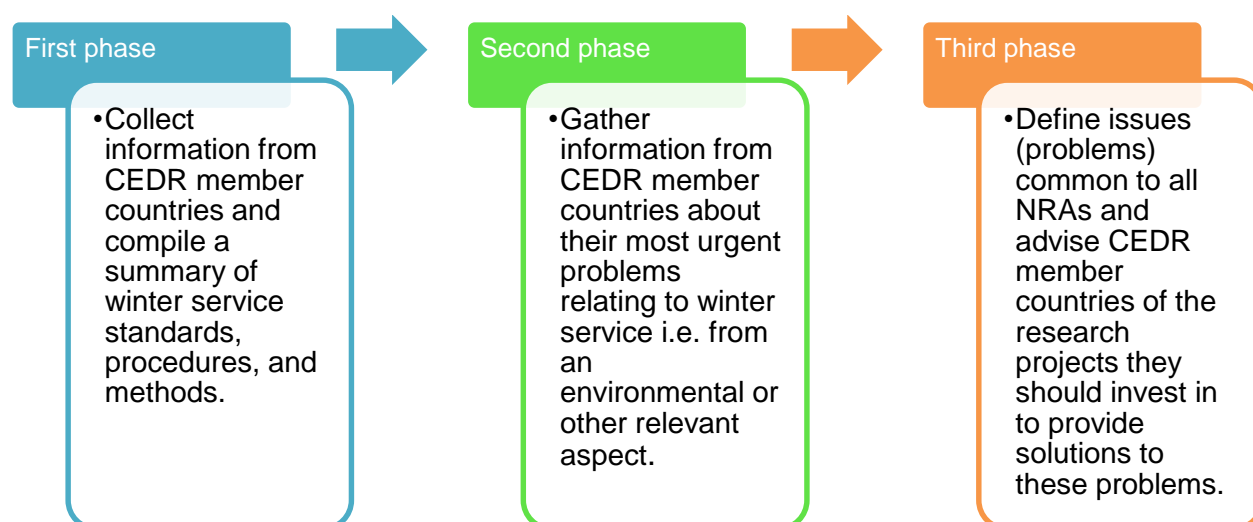 First phase
•Collect
information from
CEDR member
countries and
compile a
summary of
winter service
standards,
procedures, and
methods.
Second phase
•Gather
information from
CEDR member
countries about
their most urgent
problems
relating to winter
service i.e. from
an
environmental or
other relevant
aspect.
Third phase
•Define issues
(problems)
common to all
NRAs and
advise CEDR
member
countries of the
research
projects they
should invest in
to provide
solutions to
these problems.